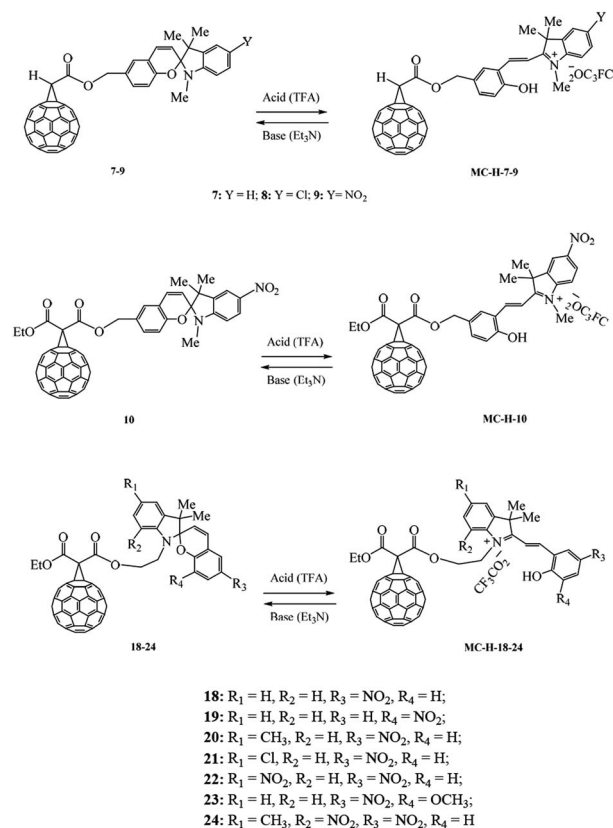 Me Me Y
H O O O N
Me
7-9
Acid (TFA)
Base (Et₃N)
Me Me Y
H O O OH N⁺ Me ⁻₂OC₃FC
MC-H-7-9
7: Y = H; 8: Y = Cl; 9: Y= NO₂
Me Me NO₂
O O EtO O O N
Me
10
Acid (TFA)
Base (Et₃N)
NO₂
Me Me
O O EtO O OH N⁺ Me ⁻₂OC₃FC
MC-H-10
R₁ Me Me
R₂ N
O O EtO O O
R₄ R₃
18-24
Acid (TFA)
Base (Et₃N)
R₁ Me Me
R₂ N⁺
O O EtO O
CF₃CO₂⁻ HO R₃
R₄
MC-H-18-24
18: R₁ = H, R₂ = H, R₃ = NO₂, R₄ = H;
19: R₁ = H, R₂ = H, R₃ = H, R₄ = NO₂;
20: R₁ = CH₃, R₂ = H, R₃ = NO₂, R₄ = H;
21: R₁ = Cl, R₂ = H, R₃ = NO₂, R₄ = H;
22: R₁ = NO₂, R₂ = H, R₃ = NO₂, R₄ = H;
23: R₁ = H, R₂ = H, R₃ = NO₂, R₄ = OCH₃;
24: R₁ = CH₃, R₂ = NO₂, R₃ = NO₂, R₄ = H